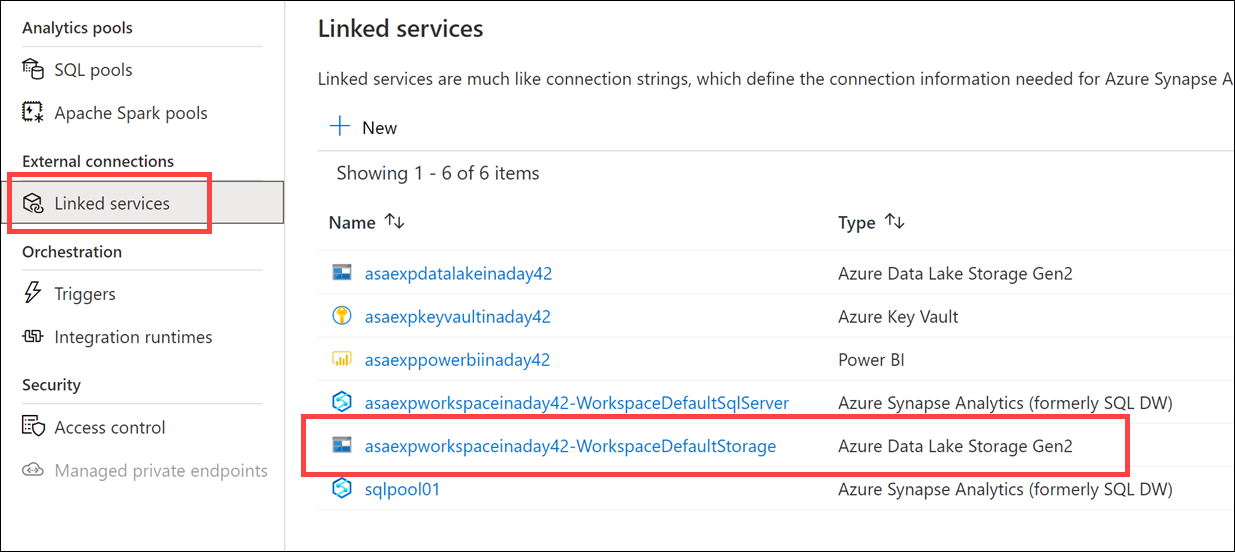 Analytics pools
SQL pools
Apache Spark pools
External connections
Linked services
Orchestration
Triggers
Integration runtimes
Security
Access control
Managed private endpoints
Linked services
Linked services are much like connection strings, which define the connection information needed for Azure Synapse A
New
Showing 1 - 6 of 6 items
Name Type
asaexpdatalakeinaday42 Azure Data Lake Storage Gen2
asaexpkeyvaultinaday42 Azure Key Vault
asaexppowerbiinaday42 Power BI
asaexpworkspaceinaday42-WorkspaceDefaultSqlServer Azure Synapse Analytics (formerly SQL DW)
asaexpworkspaceinaday42-WorkspaceDefaultStorage Azure Data Lake Storage Gen2
sqlpool01 Azure Synapse Analytics (formerly SQL DW)